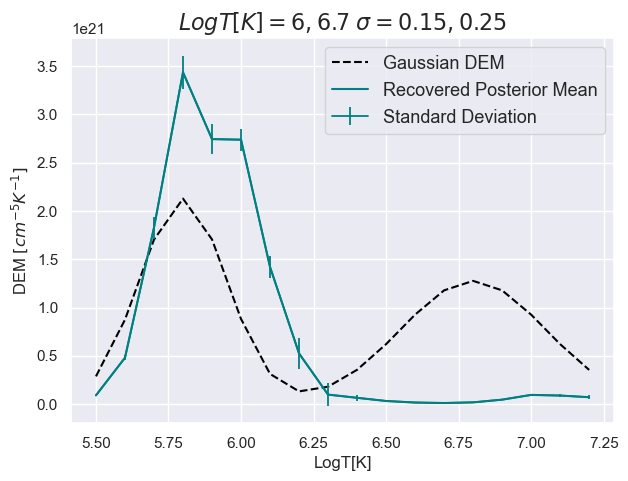 LogT[K] = 6, 6.7 σ = 0.15, 0.25
1e21
Gaussian DEM
Recovered Posterior Mean
Standard Deviation
3.5
3.0
2.5
2.0
1.5
1.0
0.5
0.0
DEM [cm⁻⁵K⁻¹]
5.50 5.75 6.00 6.25 6.50 6.75 7.00 7.25
LogT[K]